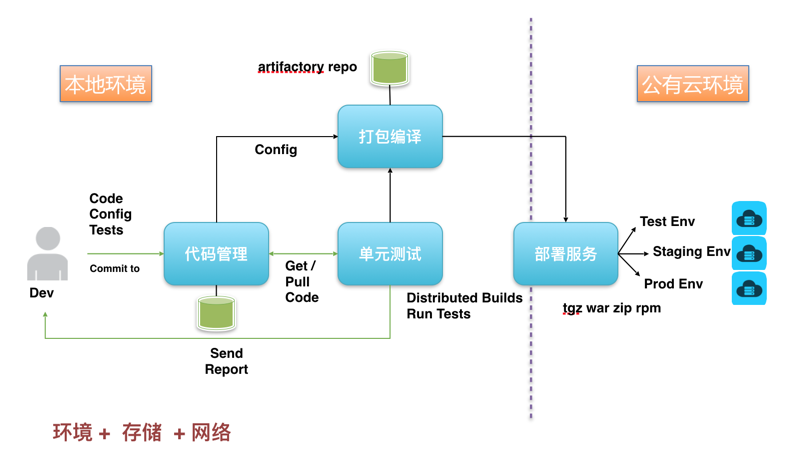 artifactory repo
本地环境
公有云环境
打包编译
Config
Code
Config
Tests
Commit to
Dev
代码管理
Get /
Pull
Code
单元测试
Distributed Builds
Run Tests
部署服务
Test Env
Staging Env
Prod Env
tgz war zip rpm
Send
Report
环境 + 存储 + 网络